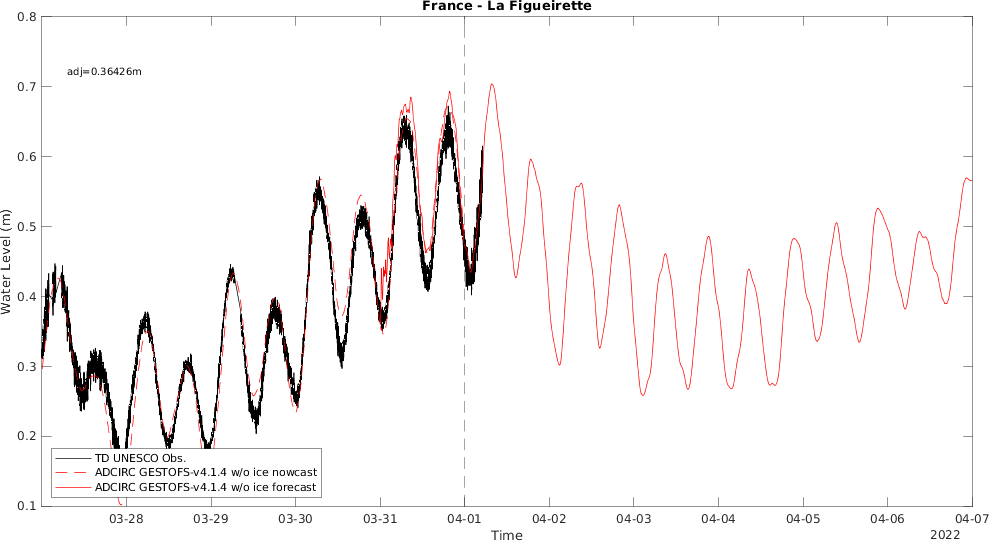 France - La Figueirette
0.8
0.7
0.6
0.5
0.4
0.3
0.2
0.1
Water Level (m)
adj=0.36426m
TD UNESCO Obs.
ADCIRC GESTOFS-v4.1.4 w/o ice nowcast
ADCIRC GESTOFS-v4.1.4 w/o ice forecast
03-28 03-29 03-30 03-31 04-01 04-02 04-03 04-04 04-05 04-06 04-07
Time
2022